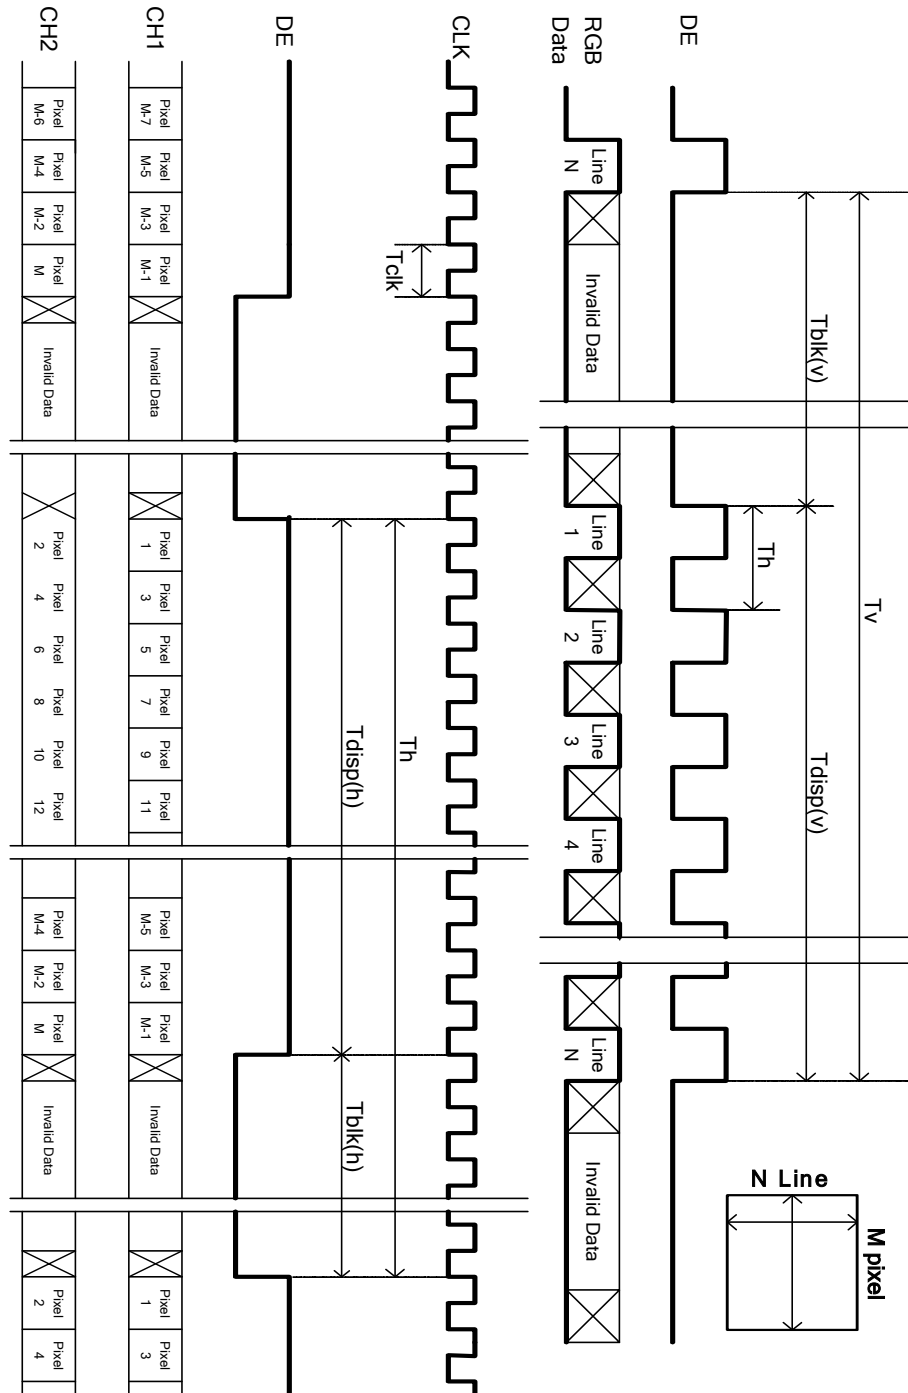 Tv
Tblk(v)
Tdisp(v)
Th
DE
RGB
Data
Line
N
Invalid Data
Line
1
Line
2
Line
3
Line
4
Line
N
Invalid Data
N Line
M pixel
CLK
Tclk
Th
Tdisp(h)
Tblk(h)
DE
CH1
Pixel
M-7
Pixel
M-5
Pixel
M-3
Pixel
M-1
Invalid Data
Pixel
1
Pixel
3
Pixel
5
Pixel
7
Pixel
9
Pixel
11
Pixel
M-5
Pixel
M-3
Pixel
M-1
Invalid Data
Pixel
1
Pixel
3
CH2
Pixel
M-6
Pixel
M-4
Pixel
M-2
Pixel
M
Invalid Data
Pixel
2
Pixel
4
Pixel
6
Pixel
8
Pixel
10
Pixel
12
Pixel
M-4
Pixel
M-2
Pixel
M
Invalid Data
Pixel
2
Pixel
4